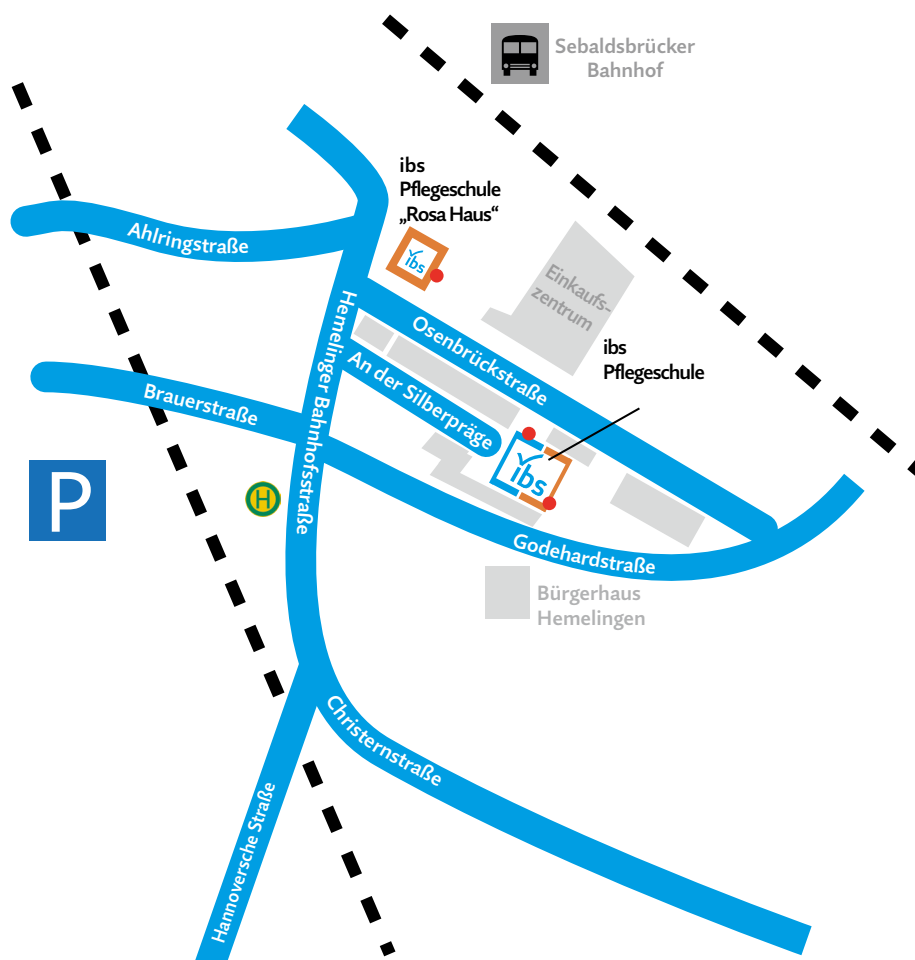 Sebaldsbrücker
Bahnhof
ibs
Pflegeschule
„Rosa Haus“
Ahlringstraße
ibs
Einkaufs-
zentrum
Hemelinger Bahnhofsstraße
Osenbrückstraße
ibs
Pflegeschule
An der Silberpräge
Brauerstraße
ibs
P
H
Godehardstraße
Bürgerhaus
Hemelingen
Christernstraße
Hannoversche Straße